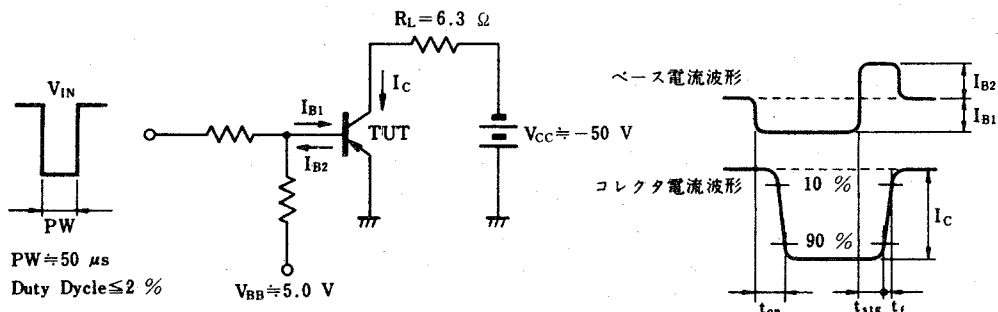 R_L=6.3 Ω
V_IN
I_C
I_B1
TUT
I_B2
V_CC≒-50 V
PW
PW≒50 μs
Duty Dycle≦2 %
V_BB≒5.0 V
ベース電流波形
I_B2
I_B1
コレクタ電流波形
10 %
90 %
I_C
t_on
t_stg
t_f